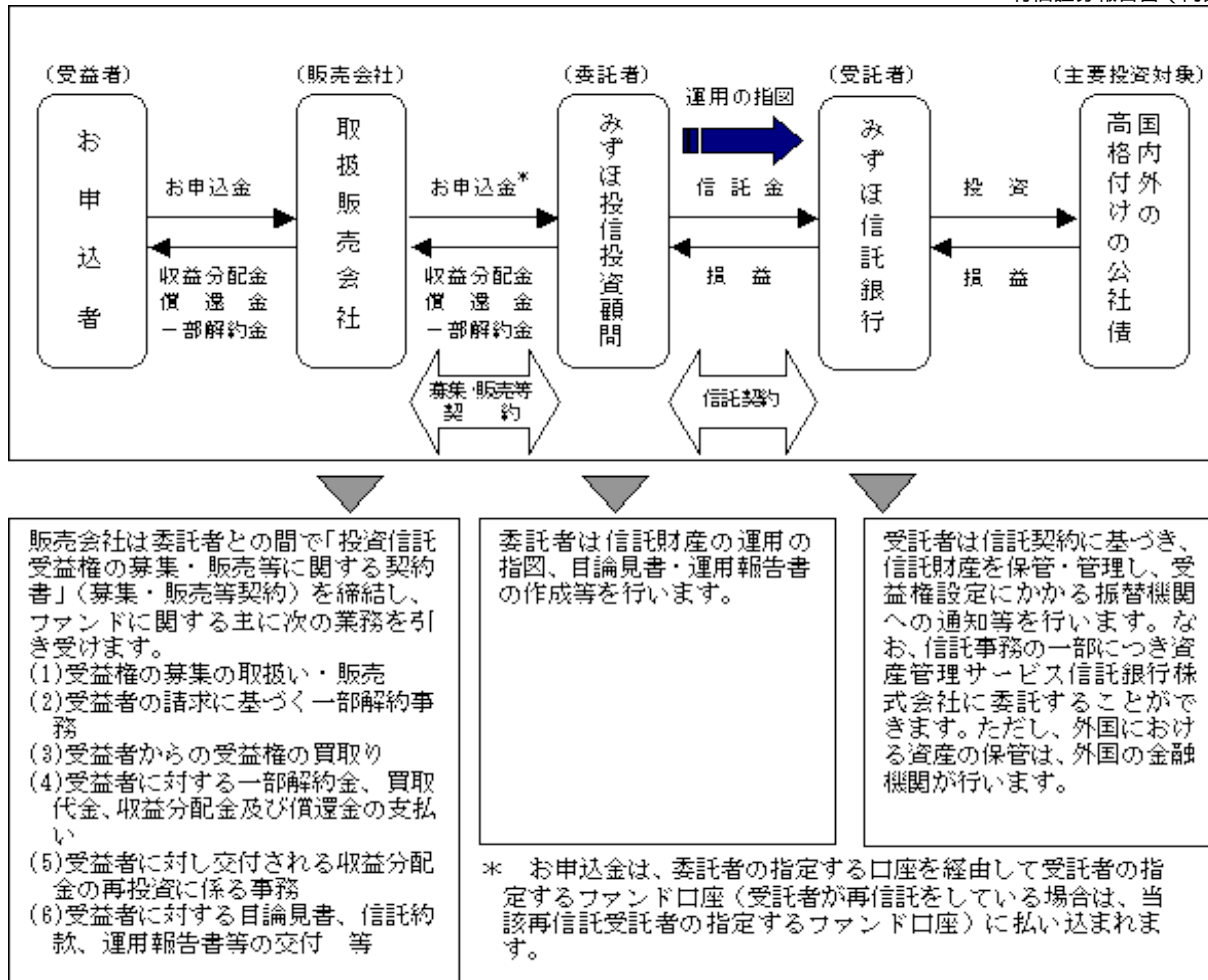 (受益者)
(販売会社)
(委託者)
(受託者)
(主要投資対象)
お申込者
お申込金
収益分配金
償還金
一部解約金
取扱販売会社
お申込金*
収益分配金
償還金
一部解約金
みずほ投信投資顧問
運用の指図
信託金
損益
みずほ信託銀行
投資
損益
国内外の
高格付けの公社債
募集・販売等
契約
信託契約
販売会社は委託者との間で「投資信託
受益権の募集・販売等に関する契約
書」(募集・販売等契約)を締結し、
ファンドに関する主に次の業務を引
き受けます。
(1)受益権の募集の取扱い・販売
(2)受益者の請求に基づく一部解約事
務
(3)受益者からの受益権の買取り
(4)受益者に対する一部解約金、買取
代金、収益分配金及び償還金の支払
い
(5)受益者に対し交付される収益分配
金の再投資に係る事務
(6)受益者に対する目論見書、信託約
款、運用報告書等の交付 等
委託者は信託財産の運用の
指図、目論見書・運用報告書
の作成等を行います。
受託者は信託契約に基づき、
信託財産を保管・管理し、受
益権設定にかかる振替機関
への通知等を行います。な
お、信託事務の一部につき資
産管理サービス信託銀行株
式会社に委託することがで
きます。ただし、外国におけ
る資産の保管は、外国の金融
機関が行います。
* お申込金は、委託者の指定する口座を経由して受託者の指
定するファンド口座(受託者が再信託をしている場合は、当
該再信託受託者の指定するファンド口座)に払い込まれま
す。